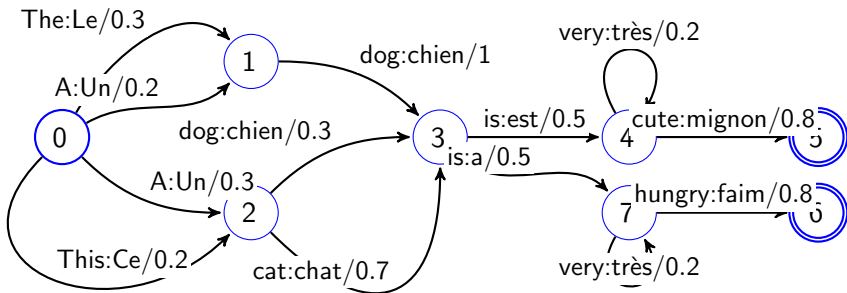 The:Le/0.3
A:Un/0.2
0
1
dog:chien/1
dog:chien/0.3
A:Un/0.3
This:Ce/0.2
2
cat:chat/0.7
3
is:est/0.5
is:a/0.5
very:très/0.2
4
cute:mignon/0.8
5
hungry:faim/0.8
7
6
very:très/0.2